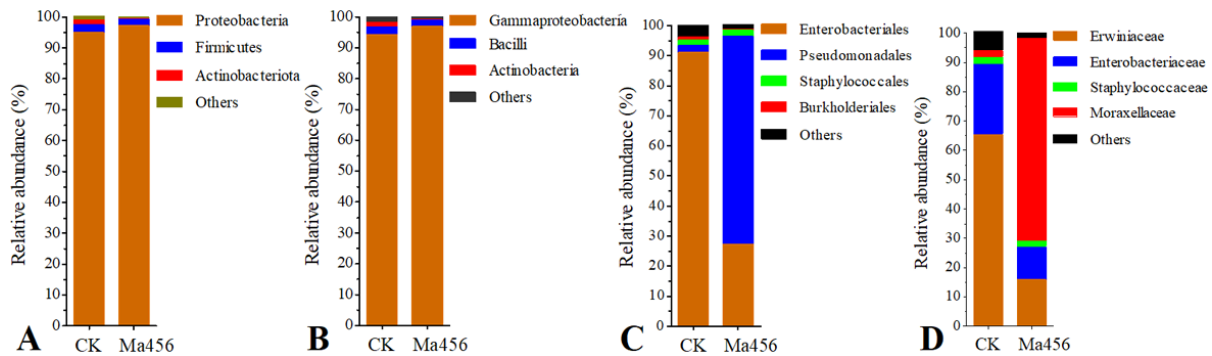 Relative abundance (%)
100
90
80
70
60
50
40
30
20
10
0
CK
Ma456
A
Proteobacteria
Firmicutes
Actinobacteriota
Others
Relative abundance (%)
100
90
80
70
60
50
40
30
20
10
0
CK
Ma456
B
Gammaproteobacteria
Bacilli
Actinobacteria
Others
Relative abundance (%)
100
90
80
70
60
50
40
30
20
10
0
CK
Ma456
C
Enterobacteriales
Pseudomonadales
Staphylococcales
Burkholderiales
Others
Relative abundance (%)
100
90
80
70
60
50
40
30
20
10
0
CK
Ma456
D
Erwiniaceae
Enterobacteriaceae
Staphylococcaceae
Moraxellaceae
Others